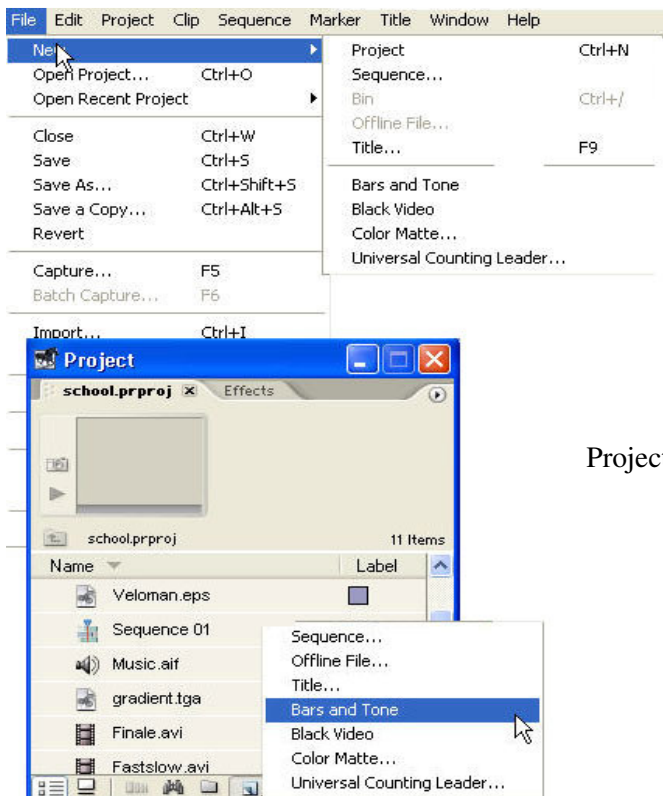 File Edit Project Clip Sequence Marker Title Window Help
New
Open Project... Ctrl+O
Open Recent Project
Close Ctrl+W
Save Ctrl+S
Save As... Ctrl+Shift+S
Save a Copy... Ctrl+Alt+S
Revert
Capture... F5
Batch Capture... F6
Import... Ctrl+I
Project Ctrl+N
Sequence...
Bin Ctrl+/
Offline File...
Title... F9
Bars and Tone
Black Video
Color Matte...
Universal Counting Leader...
Project
school.prproj Effects
school.prproj 11 Items
Name Label
Veloman.eps
Sequence 01
Music.aif
gradient.tga
Finale.avi
Fastslow.avi
Sequence...
Offline File...
Title...
Bars and Tone
Black Video
Color Matte...
Universal Counting Leader...
Project